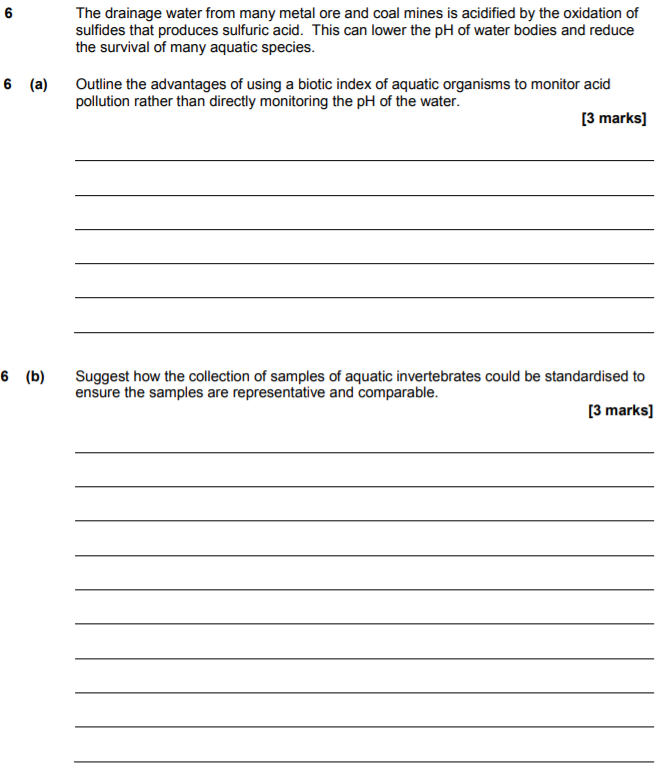 6 The drainage water from many metal ore and coal mines is acidified by the oxidation of
sulfides that produces sulfuric acid. This can lower the pH of water bodies and reduce
the survival of many aquatic species.
6 (a) Outline the advantages of using a biotic index of aquatic organisms to monitor acid
pollution rather than directly monitoring the pH of the water.
[3 marks]
6 (b) Suggest how the collection of samples of aquatic invertebrates could be standardised to
ensure the samples are representative and comparable.
[3 marks]